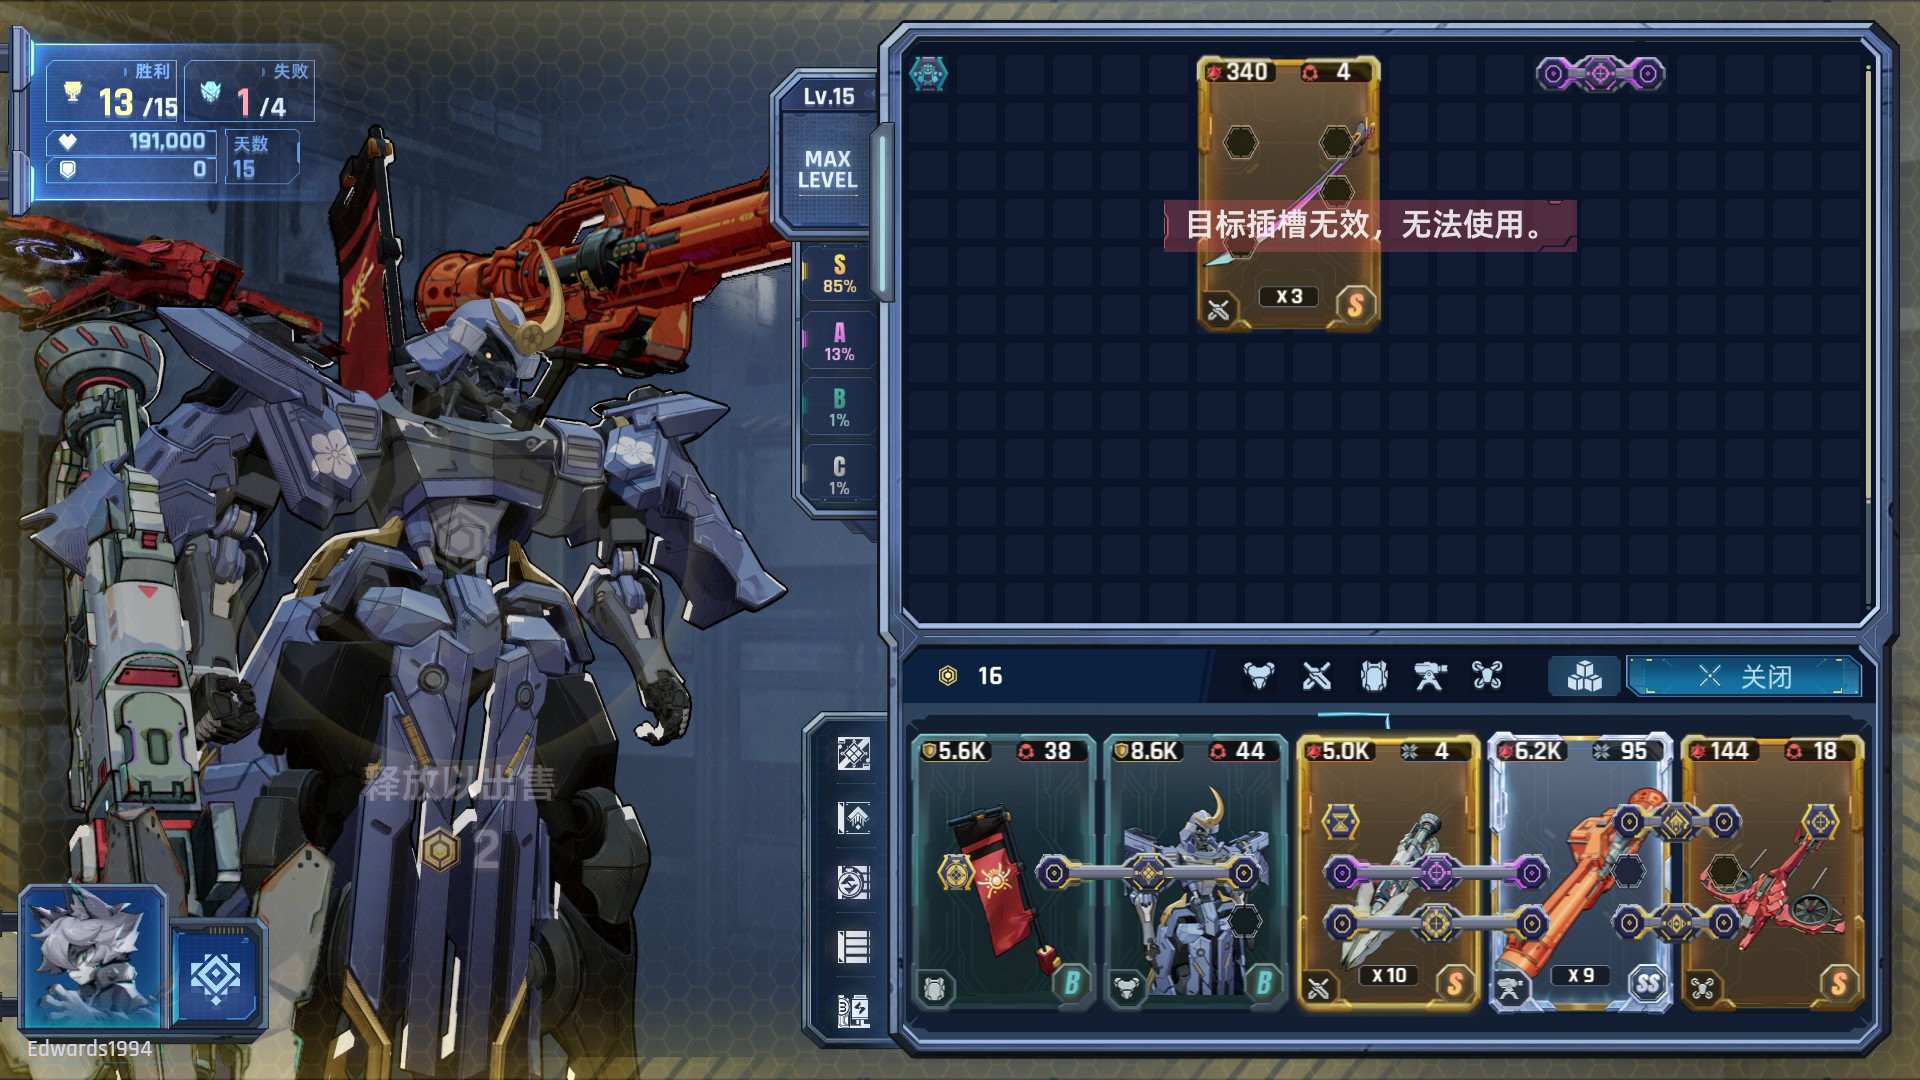 胜利
13 /15
失败
1 /4
191,000
0
天数
15
Lv.15
MAX
LEVEL
S
85%
A
13%
B
1%
C
1%
340
4
目标插槽无效，无法使用。
x 3
S
16
关闭
5.6K
38
B
8.6K
44
B
5.0K
4
x 10
S
6.2K
95
x 9
SS
144
18
S
释放以出售
2
Edwards1994